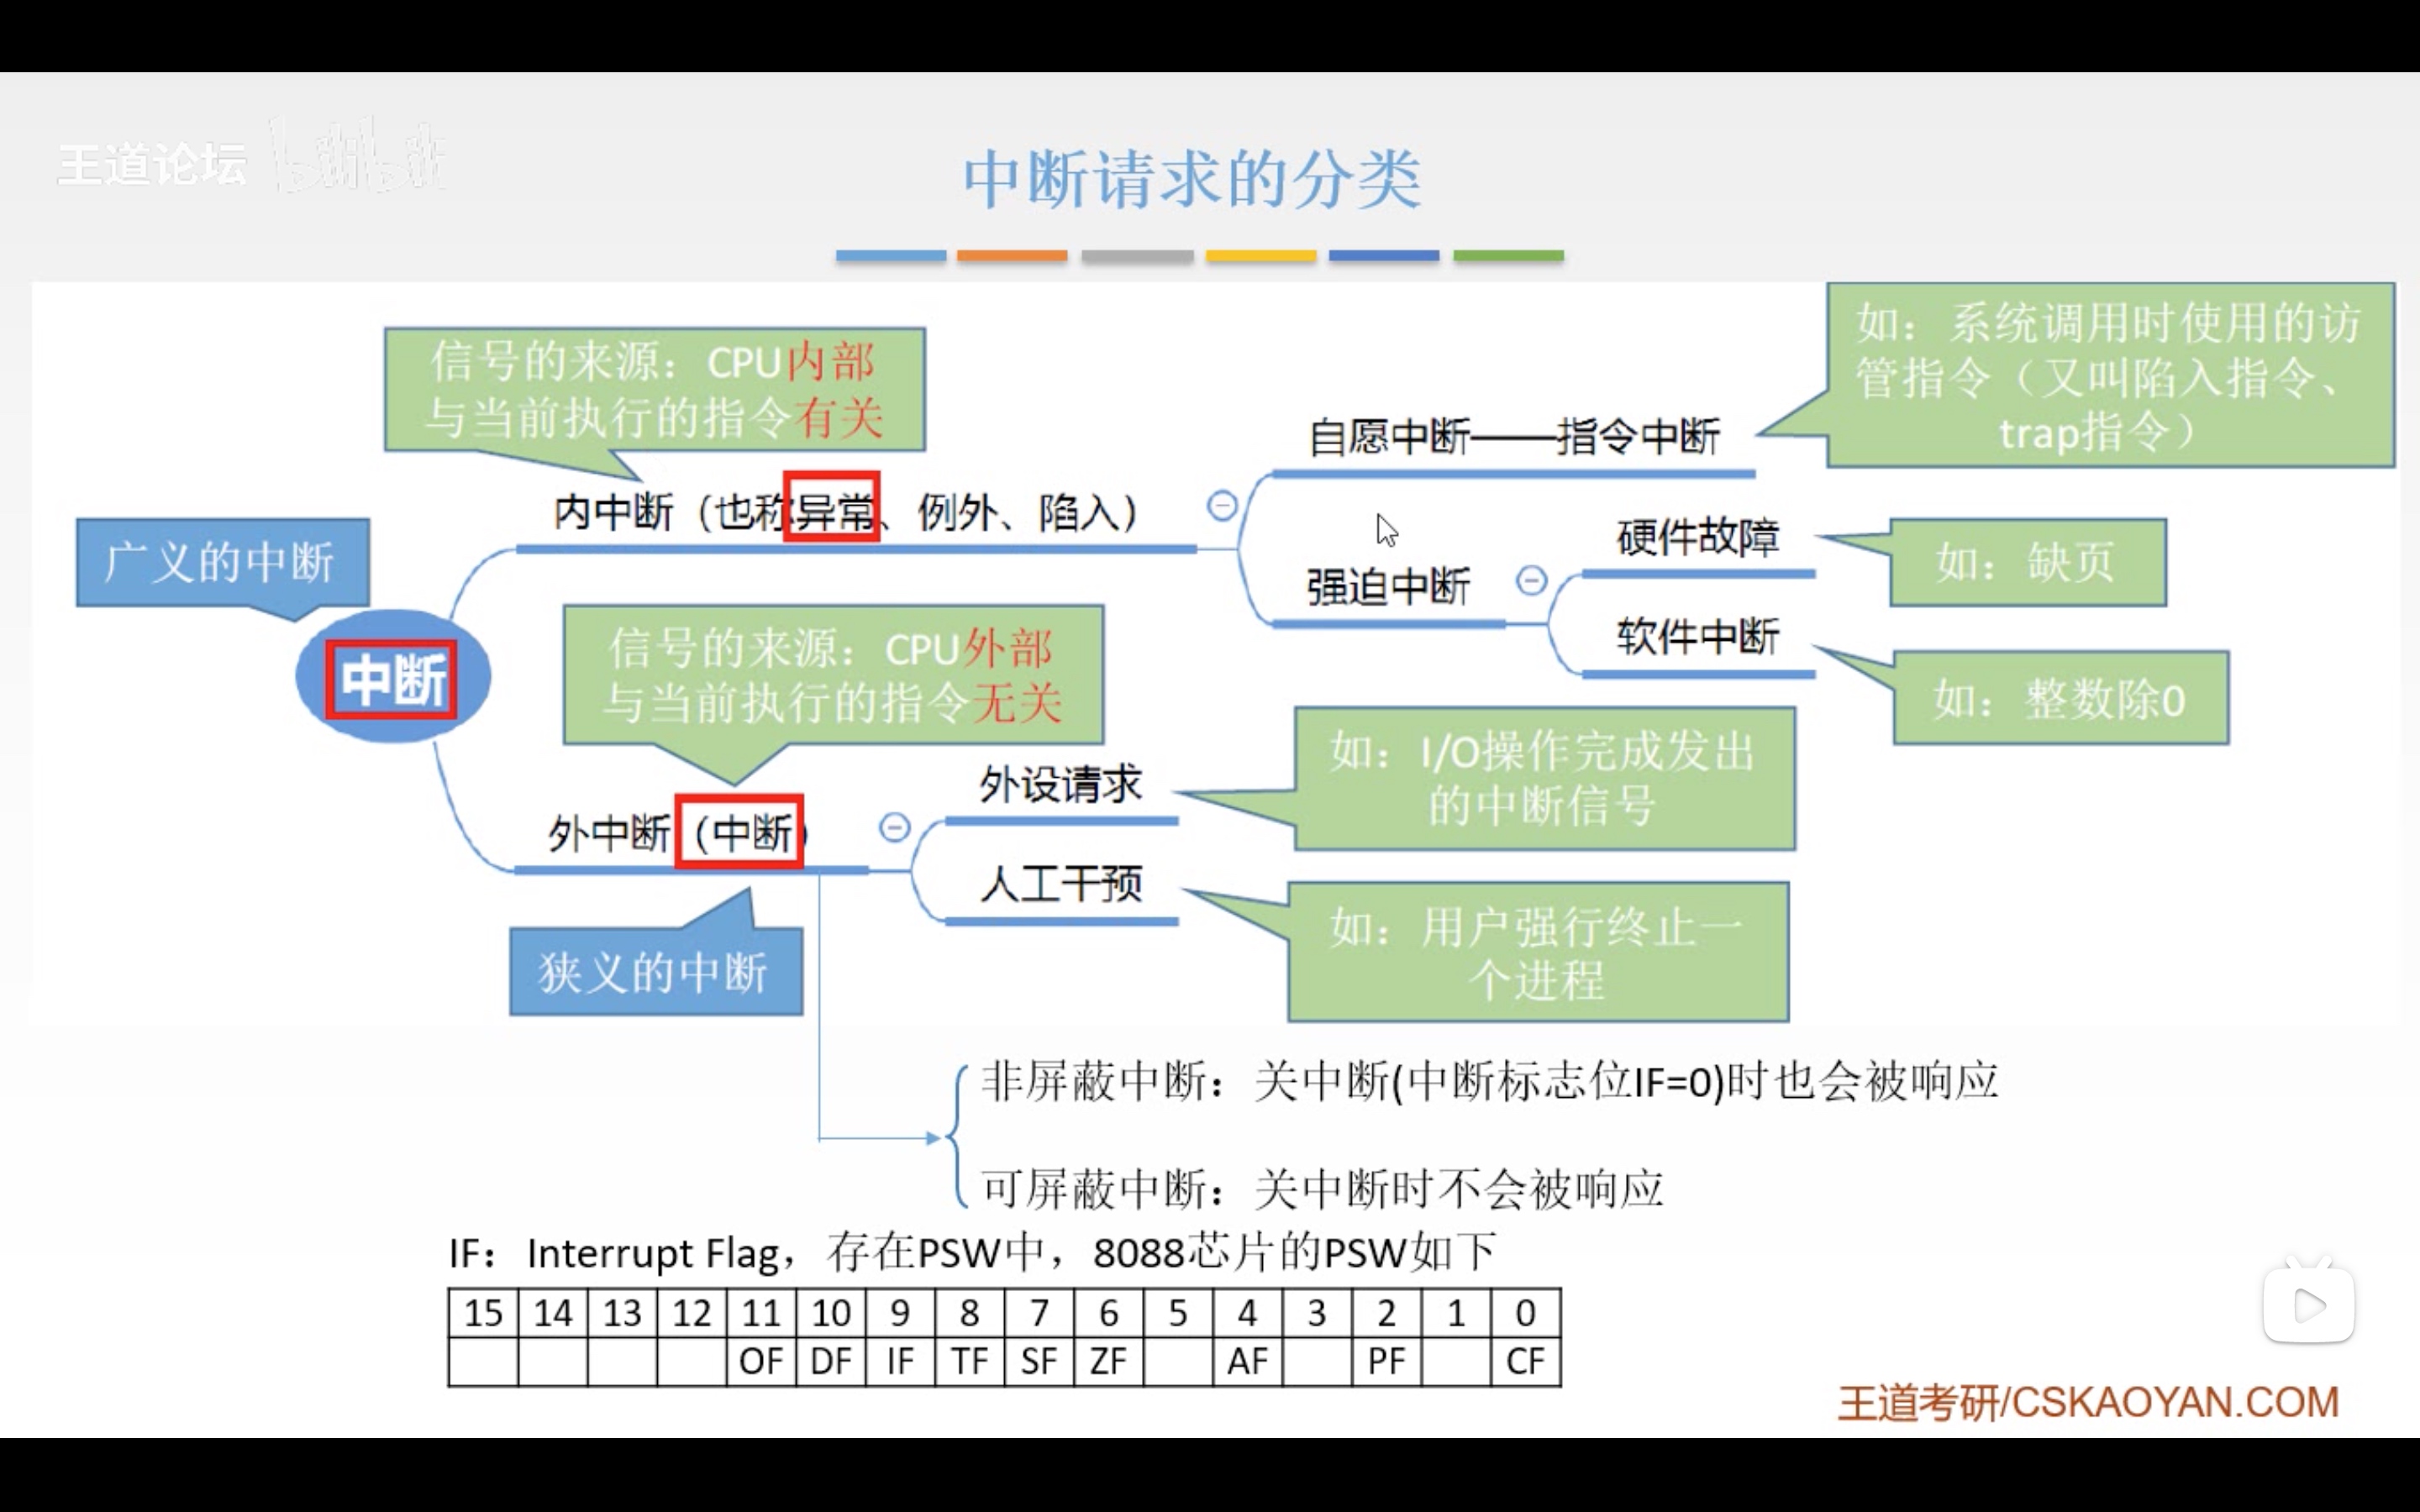 王道论坛 bilibili
中断请求的分类
信号的来源：CPU内部
与当前执行的指令有关
如：系统调用时使用的访
管指令（又叫陷入指令、
trap指令）
自愿中断——指令中断
内中断（也称异常、例外、陷入）
广义的中断
硬件故障
如：缺页
强迫中断
软件中断
如：整数除0
中断
信号的来源：CPU外部
与当前执行的指令无关
外设请求
如：I/O操作完成发出
的中断信号
外中断（中断）
人工干预
如：用户强行终止一
个进程
狭义的中断
非屏蔽中断：关中断(中断标志位IF=0)时也会被响应
可屏蔽中断：关中断时不会被响应
IF：Interrupt Flag，存在PSW中，8088芯片的PSW如下
15 14 13 12 11 10 9 8 7 6 5 4 3 2 1 0
OF DF IF TF SF ZF AF PF CF
王道考研/CSKAOYAN.COM